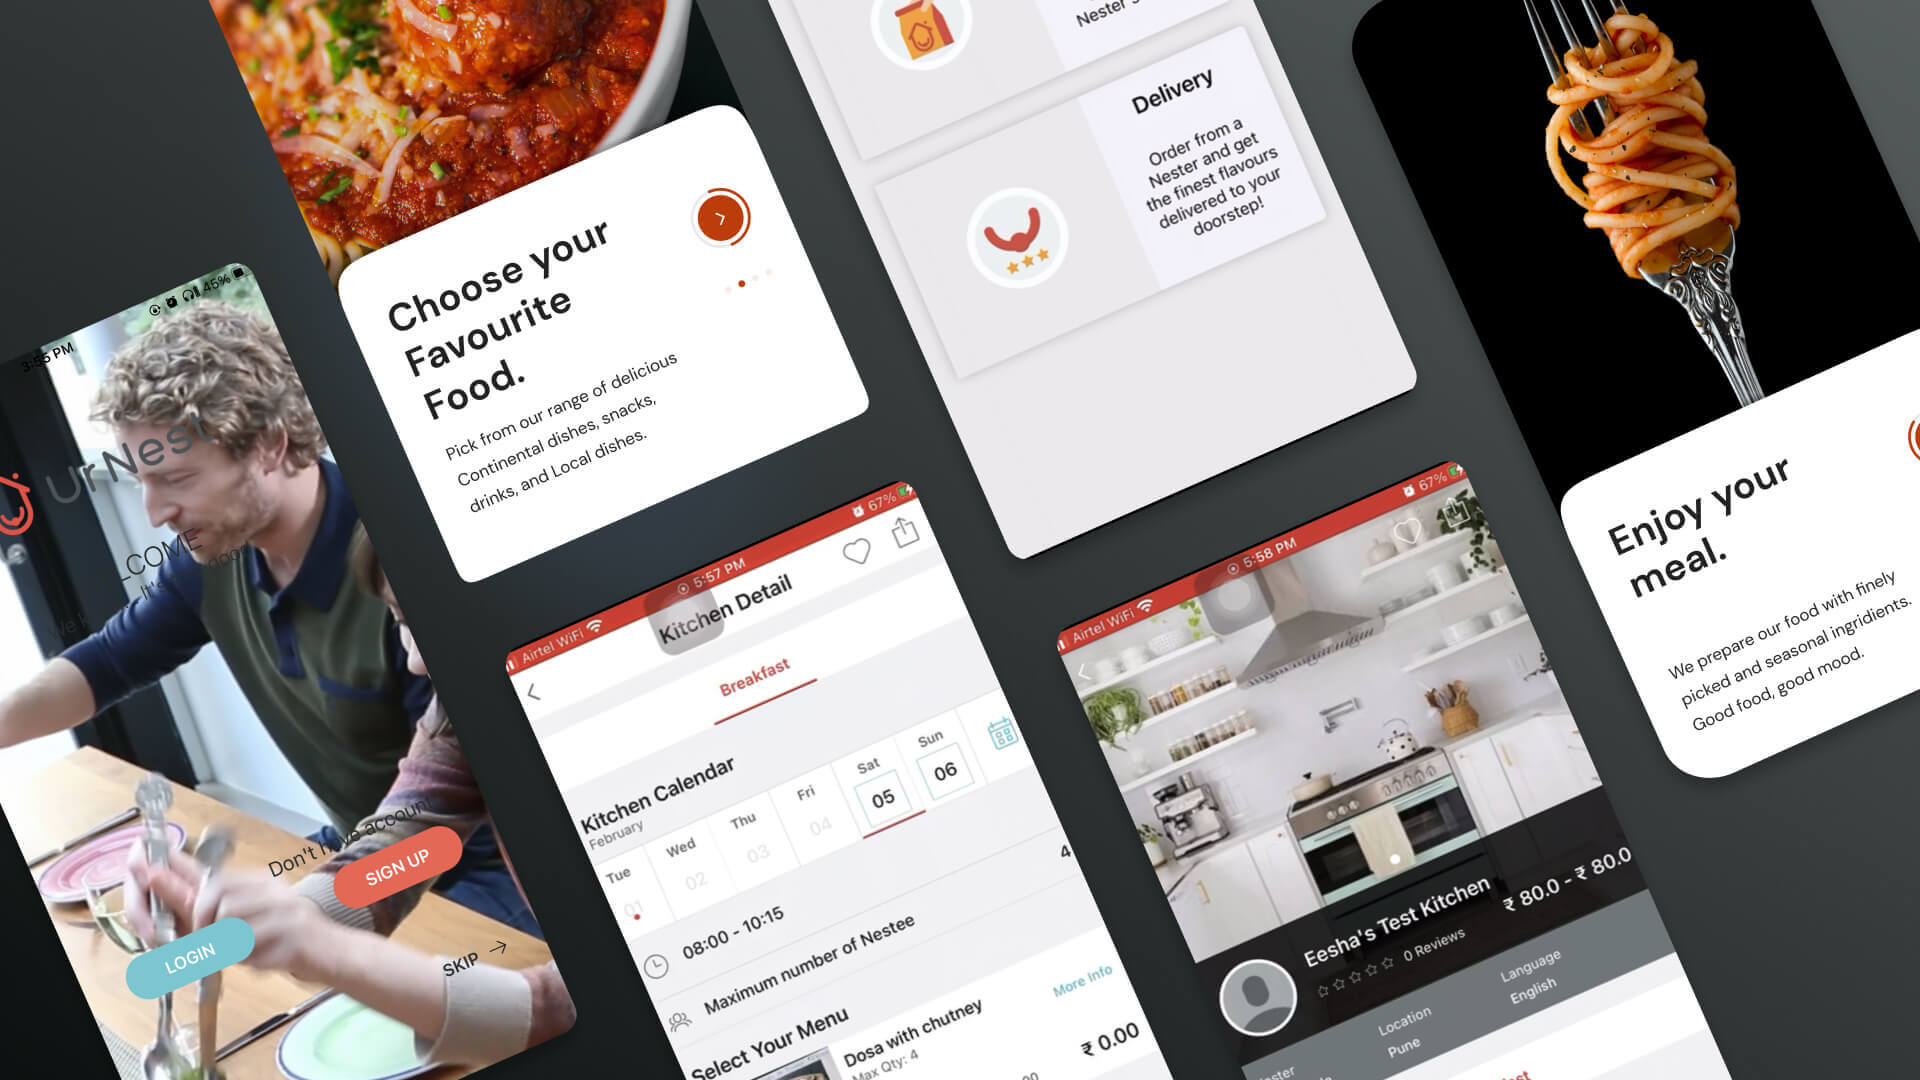 3:55 PM
45%
UrNest
Don't have account
SIGN UP
LOGIN
SKIP
Choose your
Favourite
Food.
Pick from our range of delicious
Continental dishes, snacks,
drinks, and Local dishes.
Airtel WiFi
5:57 PM
67%
Kitchen Detail
Breakfast
Kitchen Calendar
February
Tue
Wed
Thu
Fri
Sat
Sun
01
02
03
04
05
06
08:00 - 10:15
Maximum number of Nestee
4
Select Your Menu
Dosa with chutney
More Info
Max Qty: 4
₹ 0.00
Delivery
Order from a
Nester and get
the finest flavours
delivered to your
doorstep!
Airtel WiFi
5:58 PM
67%
Eesha's Test Kitchen
₹ 80.0 - ₹ 80.0
0 Reviews
Location
Pune
Language
English
Enjoy your
meal.
We prepare our food with finely
picked and seasonal ingridients.
Good food, good mood.